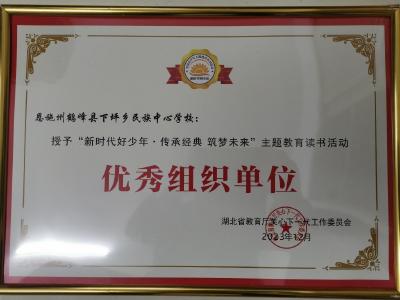 恩施州鹤峰县下坪乡民族中心学校:
授予“新时代好少年·传承经典 筑梦未来”主题教育读书活动
优秀组织单位
湖北省教育厅关心下一代工作委员会
2023年12月